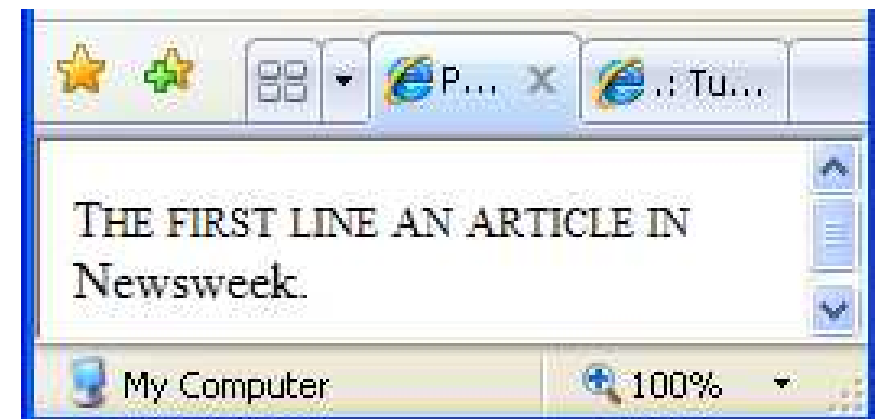 P...
.: Tu...
THE FIRST LINE AN ARTICLE IN
Newsweek.
My Computer
100%